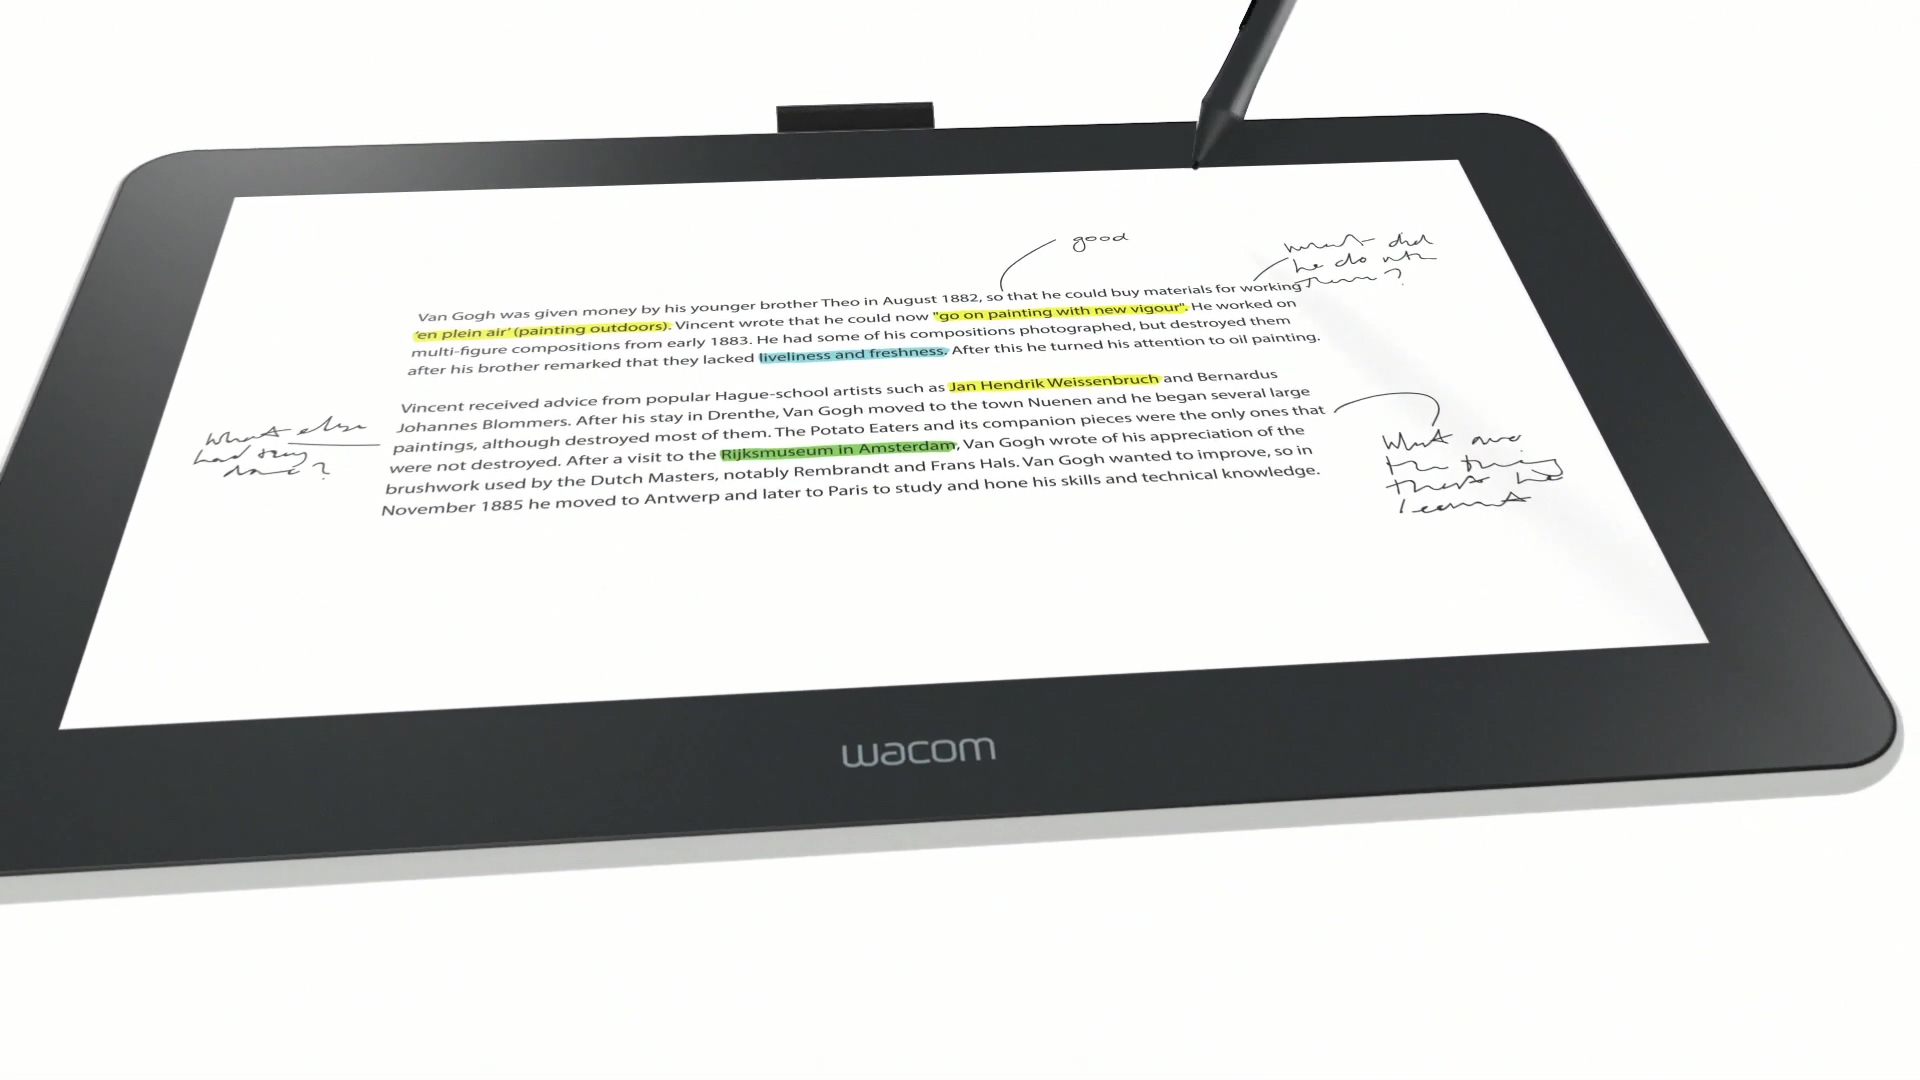 good
what did
he do with
them?
Van Gogh was given money by his younger brother Theo in August 1882, so that he could buy materials for working
'en plein air' (painting outdoors). Vincent wrote that he could now "go on painting with new vigour". He worked on
multi-figure compositions from early 1883. He had some of his compositions photographed, but destroyed them
after his brother remarked that they lacked liveliness and freshness. After this he turned his attention to oil painting.
Vincent received advice from popular Hague-school artists such as Jan Hendrik Weissenbruch and Bernardus
Johannes Blommers. After his stay in Drenthe, Van Gogh moved to the town Nuenen and he began several large
paintings, although destroyed most of them. The Potato Eaters and its companion pieces were the only ones that
were not destroyed. After a visit to the Rijksmuseum in Amsterdam, Van Gogh wrote of his appreciation of the
brushwork used by the Dutch Masters, notably Rembrandt and Frans Hals. Van Gogh wanted to improve, so in
November 1885 he moved to Antwerp and later to Paris to study and hone his skills and technical knowledge.
What else
had they
done?
What are
the thing
that he
learnt
wacom